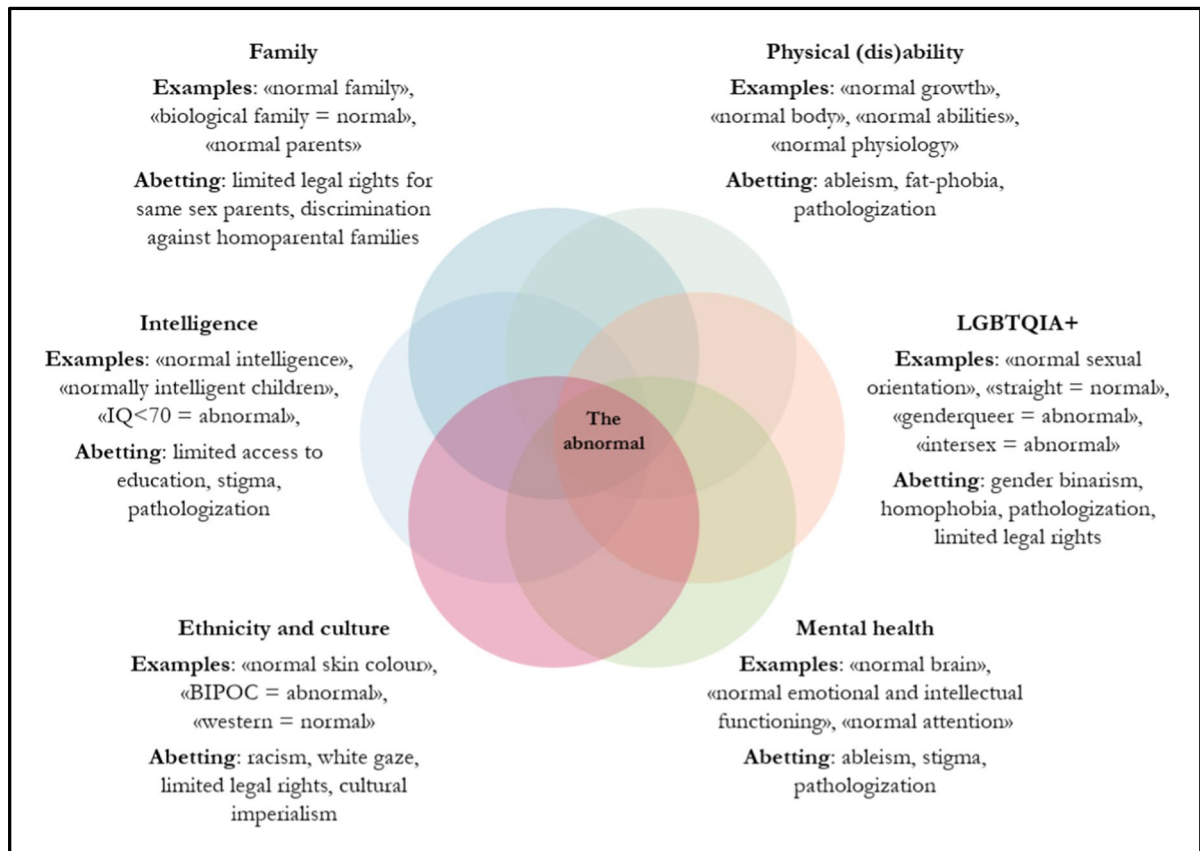 Family
Examples: «normal family»,
«biological family = normal»,
«normal parents»
Abetting: limited legal rights for
same sex parents, discrimination
against homoparental families
Physical (dis)ability
Examples: «normal growth»,
«normal body», «normal abilities»,
«normal physiology»
Abetting: ableism, fat-phobia,
pathologization
Intelligence
Examples: «normal intelligence»,
«normally intelligent children»,
«IQ<70 = abnormal»,
Abetting: limited access to
education, stigma,
pathologization
The
abnormal
LGBTQIA+
Examples: «normal sexual
orientation», «straight = normal»,
«genderqueer = abnormal»,
«intersex = abnormal»
Abetting: gender binarism,
homophobia, pathologization,
limited legal rights
Ethnicity and culture
Examples: «normal skin colour»,
«BIPOC = abnormal»,
«western = normal»
Abetting: racism, white gaze,
limited legal rights, cultural
imperialism
Mental health
Examples: «normal brain»,
«normal emotional and intellectual
functioning», «normal attention»
Abetting: ableism, stigma,
pathologization